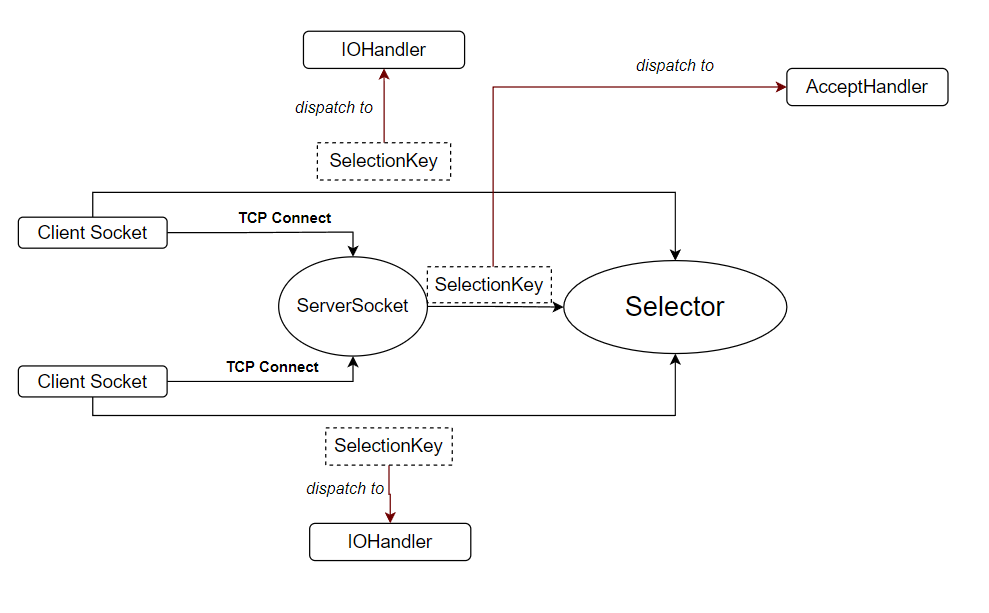 IOHandler
dispatch to
AcceptHandler
dispatch to
SelectionKey
TCP Connect
Client Socket
SelectionKey
ServerSocket
Selector
TCP Connect
Client Socket
SelectionKey
dispatch to
IOHandler